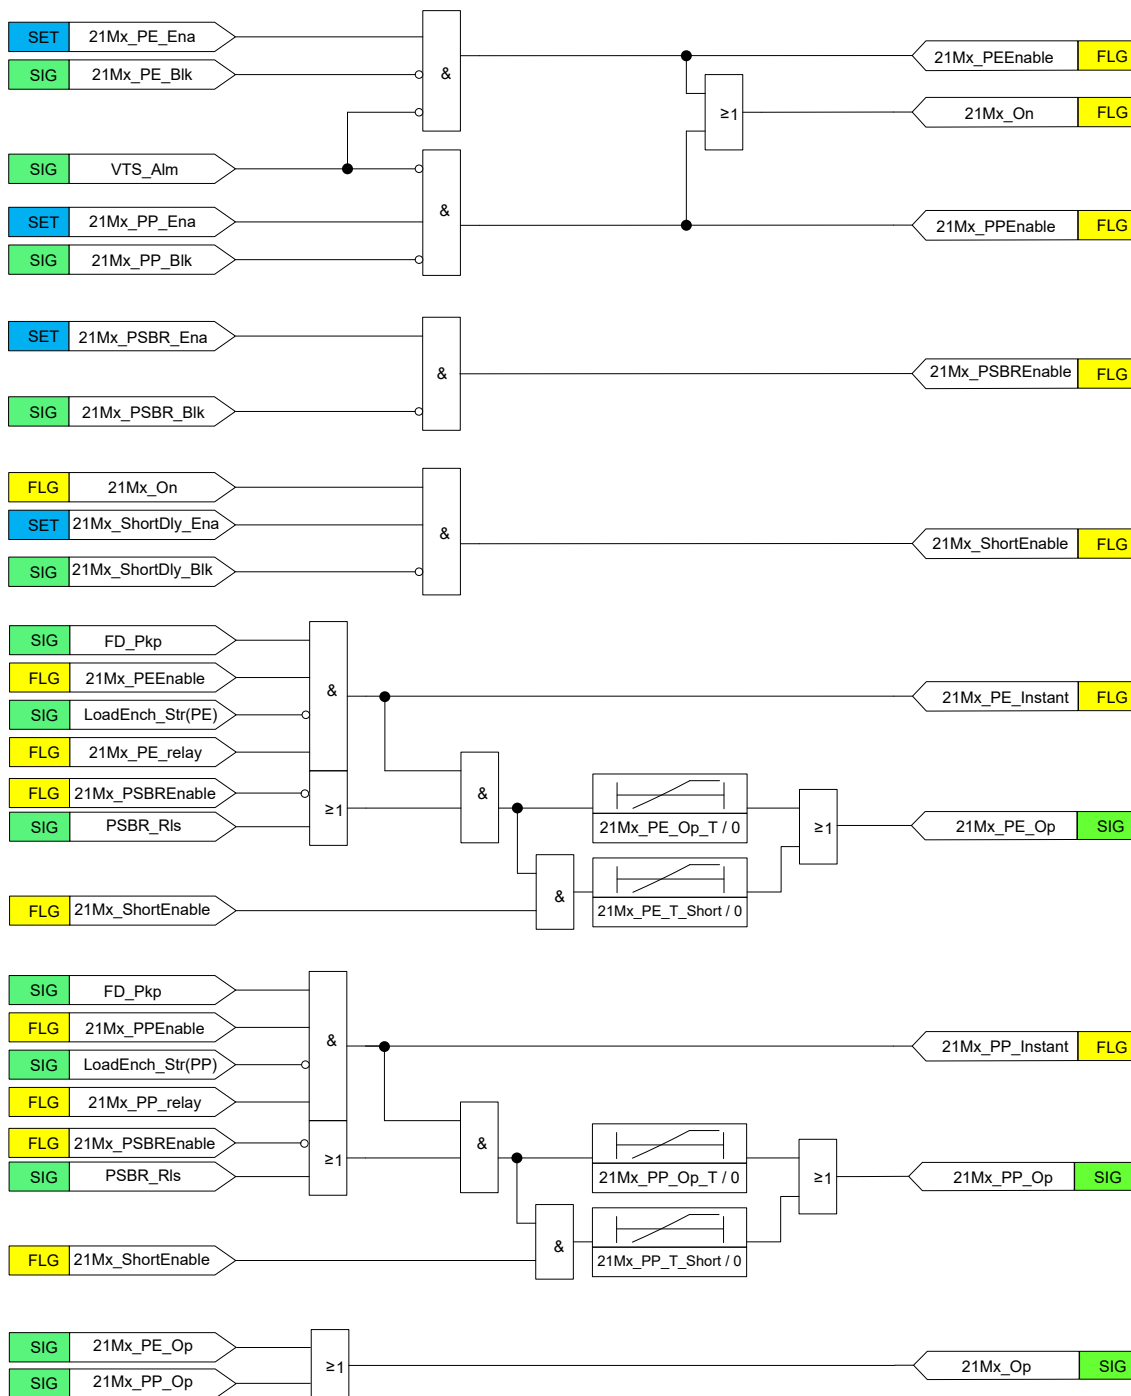 SET 21Mx_PE_Ena
SIG 21Mx_PE_Blk
&
21Mx_PEEnable FLG
≥1
21Mx_On FLG
SIG VTS_Alm
SET 21Mx_PP_Ena
&
SIG 21Mx_PP_Blk
21Mx_PPEnable FLG
SET 21Mx_PSBR_Ena
&
21Mx_PSBREnable FLG
SIG 21Mx_PSBR_Blk
FLG 21Mx_On
SET 21Mx_ShortDly_Ena
&
21Mx_ShortEnable FLG
SIG 21Mx_ShortDly_Blk
SIG FD_Pkp
FLG 21Mx_PEEnable
&
21Mx_PE_Instant FLG
SIG LoadEnch_Str(PE)
FLG 21Mx_PE_relay
FLG 21Mx_PSBREnable
≥1
&
SIG PSBR_Rls
21Mx_PE_Op_T / 0
≥1
21Mx_PE_Op SIG
&
FLG 21Mx_ShortEnable
21Mx_PE_T_Short / 0
SIG FD_Pkp
FLG 21Mx_PPEnable
&
21Mx_PP_Instant FLG
SIG LoadEnch_Str(PP)
FLG 21Mx_PP_relay
FLG 21Mx_PSBREnable
≥1
&
SIG PSBR_Rls
21Mx_PP_Op_T / 0
≥1
21Mx_PP_Op SIG
&
FLG 21Mx_ShortEnable
21Mx_PP_T_Short / 0
SIG 21Mx_PE_Op
≥1
21Mx_Op SIG
SIG 21Mx_PP_Op